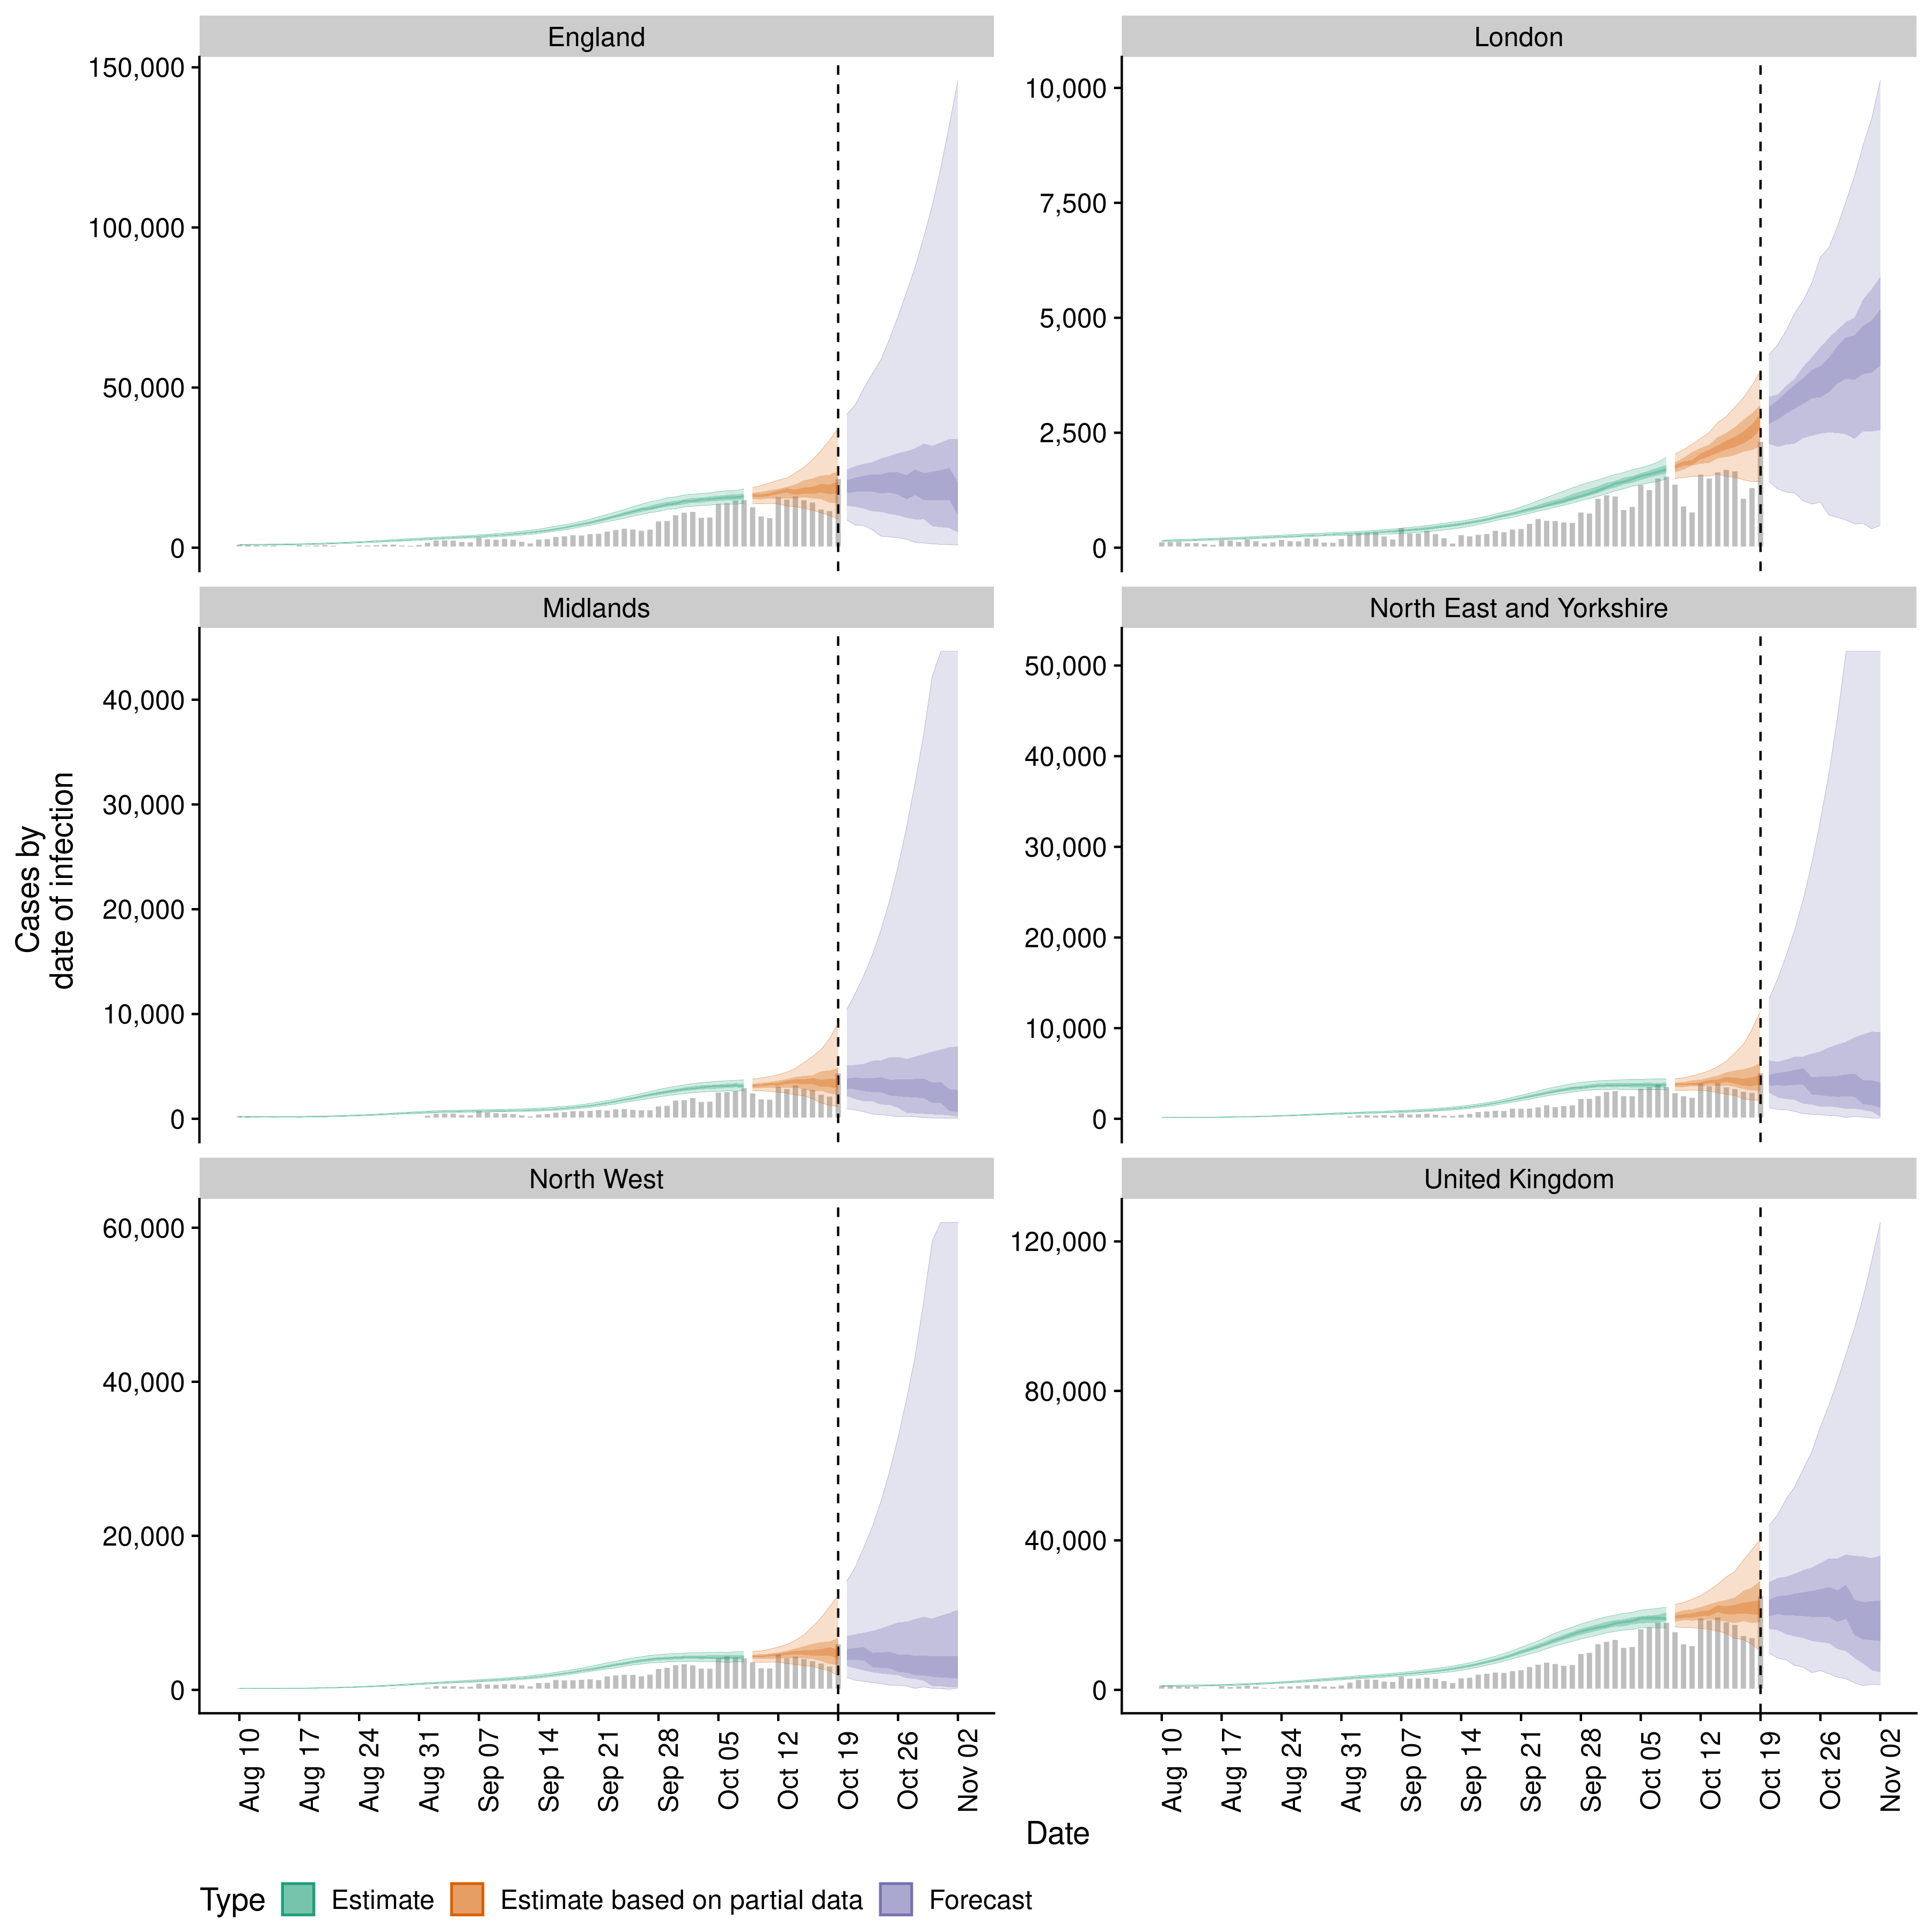 England
London
150,000
100,000
50,000
0
10,000
7,500
5,000
2,500
0
Midlands
North East and Yorkshire
40,000
30,000
20,000
10,000
0
50,000
40,000
30,000
20,000
10,000
0
Cases by
date of infection
North West
United Kingdom
60,000
40,000
20,000
0
120,000
80,000
40,000
0
Aug 10
Aug 17
Aug 24
Aug 31
Sep 07
Sep 14
Sep 21
Sep 28
Oct 05
Oct 12
Oct 19
Oct 26
Nov 02
Aug 10
Aug 17
Aug 24
Aug 31
Sep 07
Sep 14
Sep 21
Sep 28
Oct 05
Oct 12
Oct 19
Oct 26
Nov 02
Date
Type Estimate Estimate based on partial data Forecast